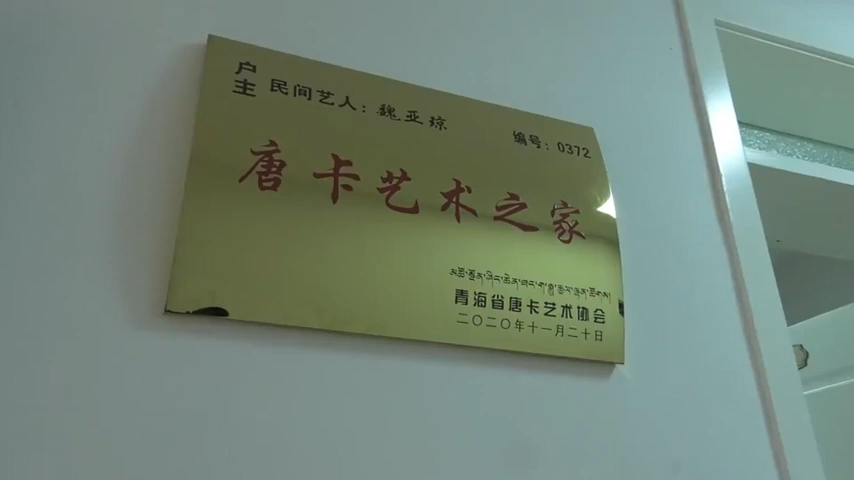 户主 民间艺人：魏亚琼 编号：0372
唐卡艺术之家
青海省唐卡艺术协会
二〇二〇年十一月二十日